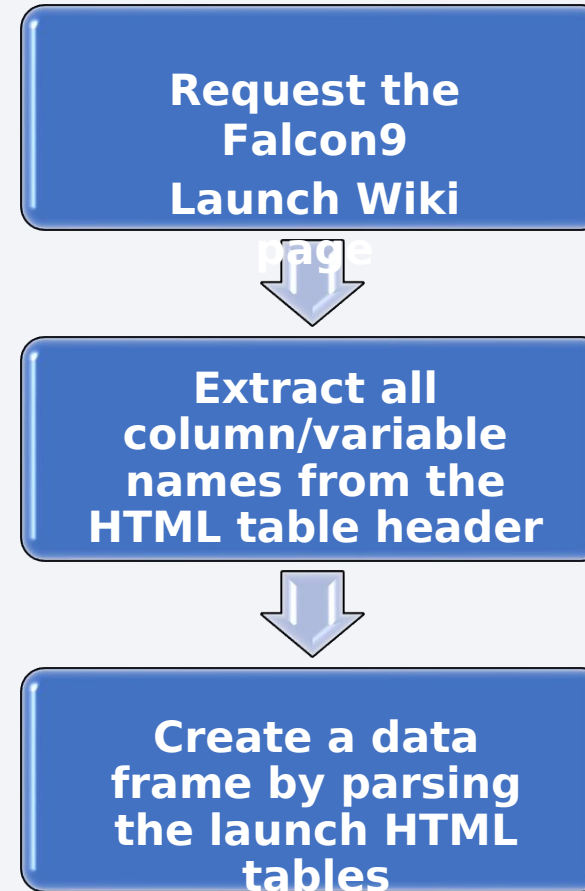 Request the
Falcon9
Launch Wiki
page
Extract all
column/variable
names from the
HTML table header
Create a data
frame by parsing
the launch HTML
tables